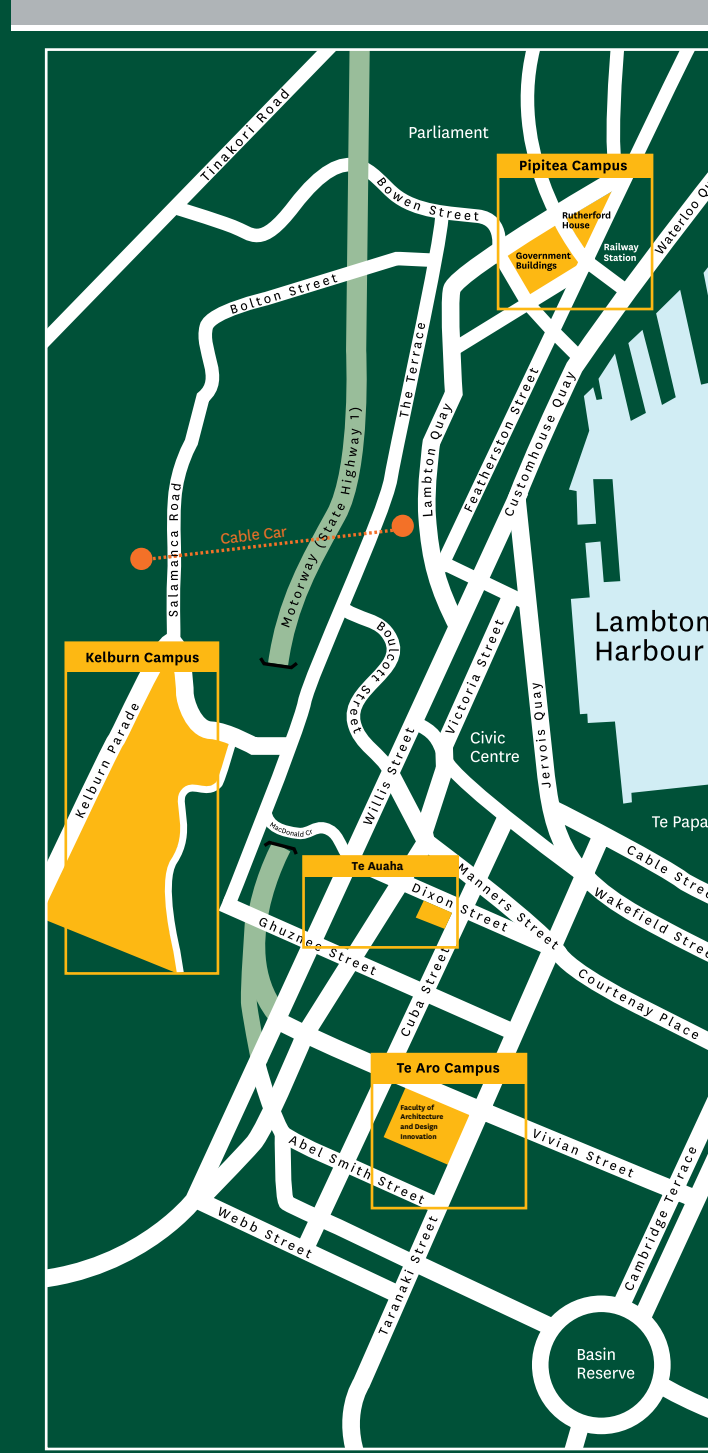 Tinakori Road
Parliament
Pipitea Campus
Bowen Street
Rutherford
House
Railway
Station
Government
Buildings
Waterloo Qu
Bolton Street
The Terrace
Lambton Quay
Featherston Street
Customhouse Quay
Motorway (State Highway 1)
Salamanca Road
Cable Car
Lambton
Harbour
Kelburn Campus
Kelburn Parade
Boulcott Street
Victoria Street
Willis Street
Civic
Centre
Jervois Quay
MacDonald Cr
Te Papa
Te Auaha
Cable Stree
Dixon Street
Manners Street
Wakefield Stree
Ghuznee Street
Cuba Street
Courtenay Place
Te Aro Campus
Faculty of
Architecture
and Design
Innovation
Vivian Street
Abel Smith Street
Cambridge Terrace
Webb Street
Taranaki Street
Basin
Reserve